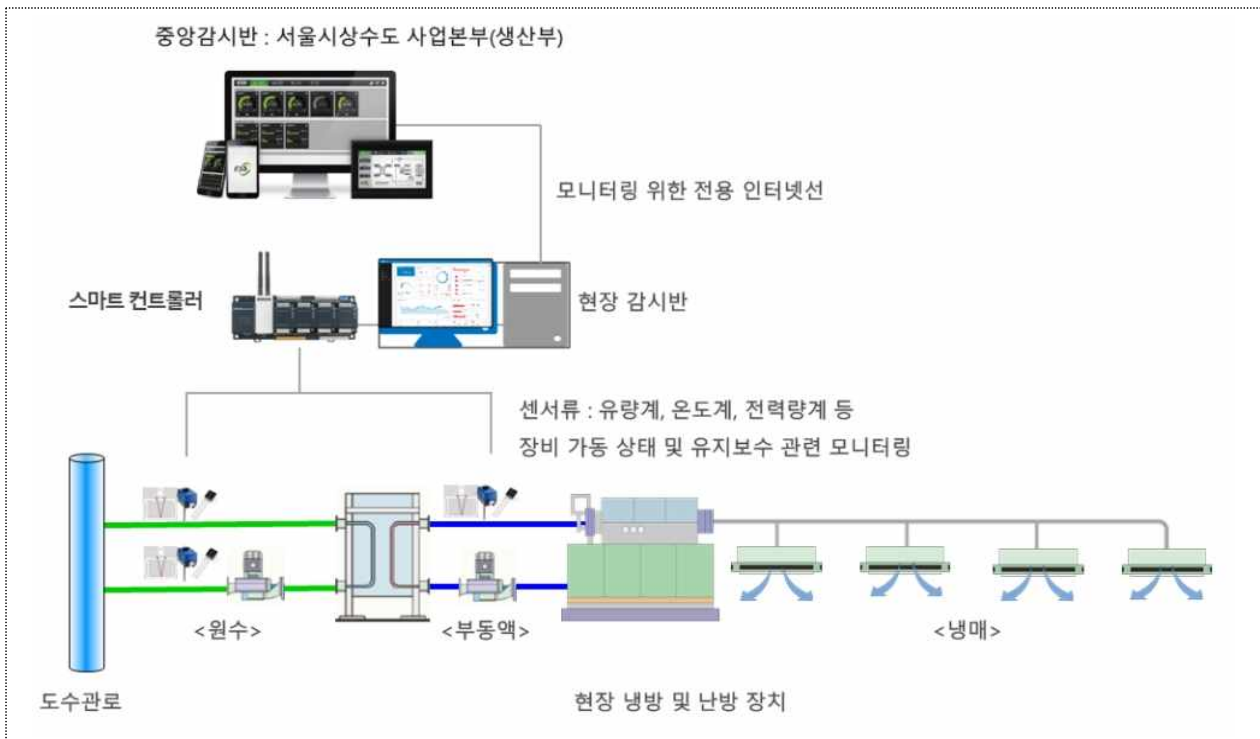 중앙감시반 : 서울시상수도 사업본부(생산부)
모니터링 위한 전용 인터넷선
스마트 컨트롤러
현장 감시반
센서류 : 유량계, 온도계, 전력량계 등
장비 가동 상태 및 유지보수 관련 모니터링
<원수>
<부동액>
<냉매>
도수관로
현장 냉방 및 난방 장치